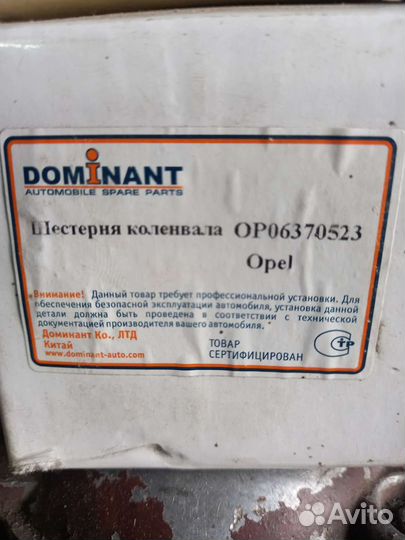 DOMINANT
AUTOMOBILE SPARE PARTS
Шестерня коленвала OP06370523
Opel
Внимание! Данный товар требует профессиональной установки. Для
обеспечения безопасной эксплуатации автомобиля, установка данной
детали должна быть проведена в соответствии с технической
документацией производителя вашего автомобиля.
Доминант Ко., ЛТД
Китай
www.dominant-auto.com
ТОВАР
СЕРТИФИЦИРОВАН
Avito